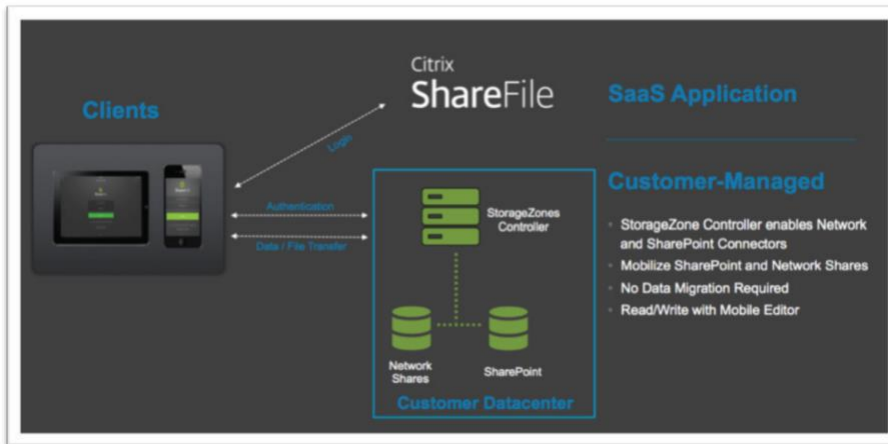 Citrix
ShareFile
SaaS Application
Clients
Login
Authentication
Data / File Transfer
StorageZones
Controller
Network
Shares
SharePoint
Customer Datacenter
Customer-Managed
StorageZone Controller enables Network
and SharePoint Connectors
Mobilize SharePoint and Network Shares
No Data Migration Required
Read/Write with Mobile Editor